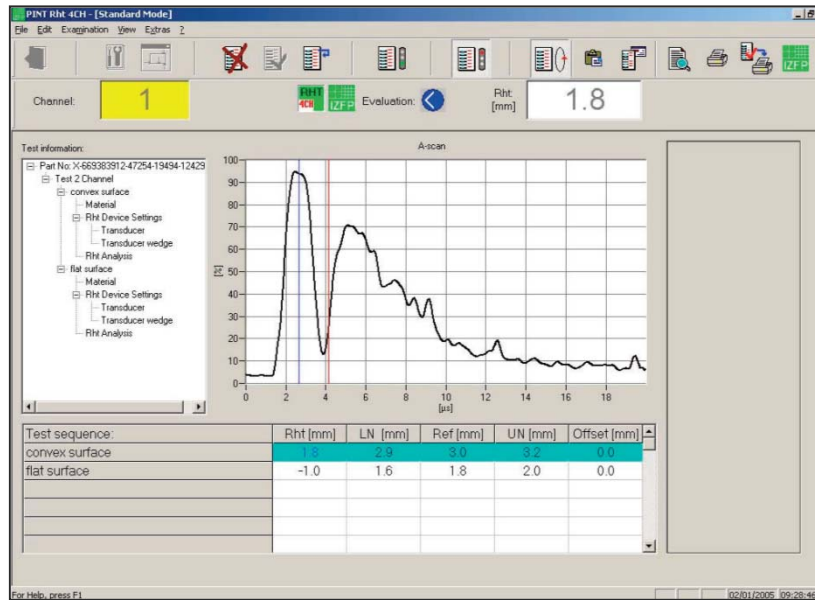 PINT Rht 4CH - [Standard Mode]
File Edit Examination View Extras ?
IZFP
Channel: 1 RHT 4CH IZFP Evaluation: Rht: [mm] 1.8
Test information:
Part No: X-669383912-47254-19494-12429
Test 2 Channel
convex surface
Material
Rht Device Settings
Transducer
Transducer wedge
Rht Analysis
flat surface
Material
Rht Device Settings
Transducer
Transducer wedge
Rht Analysis
A-scan
100
90
80
70
60
[%] 50
40
30
20
10
0
0 2 4 6 8 10 12 14 16 18
[µs]
Test sequence: Rht [mm] LN [mm] Ref [mm] UN [mm] Offset [mm]
convex surface 1.8 2.9 3.0 3.2 0.0
flat surface -1.0 1.6 1.8 2.0 0.0
For Help, press F1 02/01/2005 09:28:46